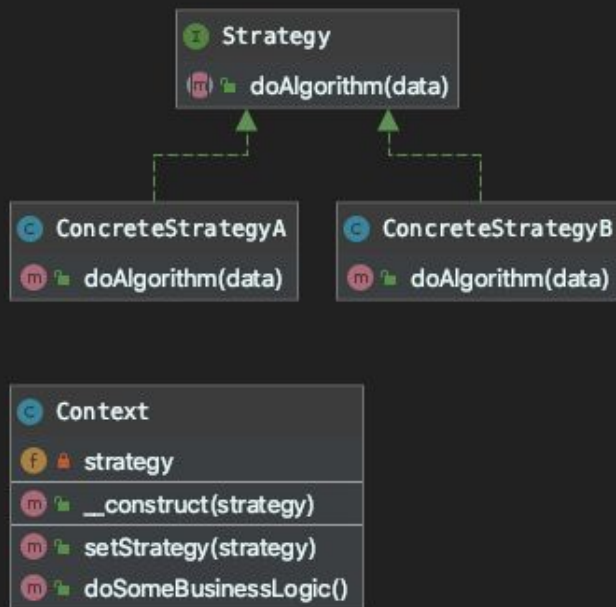 Strategy
doAlgorithm(data)
ConcreteStrategyA
doAlgorithm(data)
ConcreteStrategyB
doAlgorithm(data)
Context
strategy
__construct(strategy)
setStrategy(strategy)
doSomeBusinessLogic()